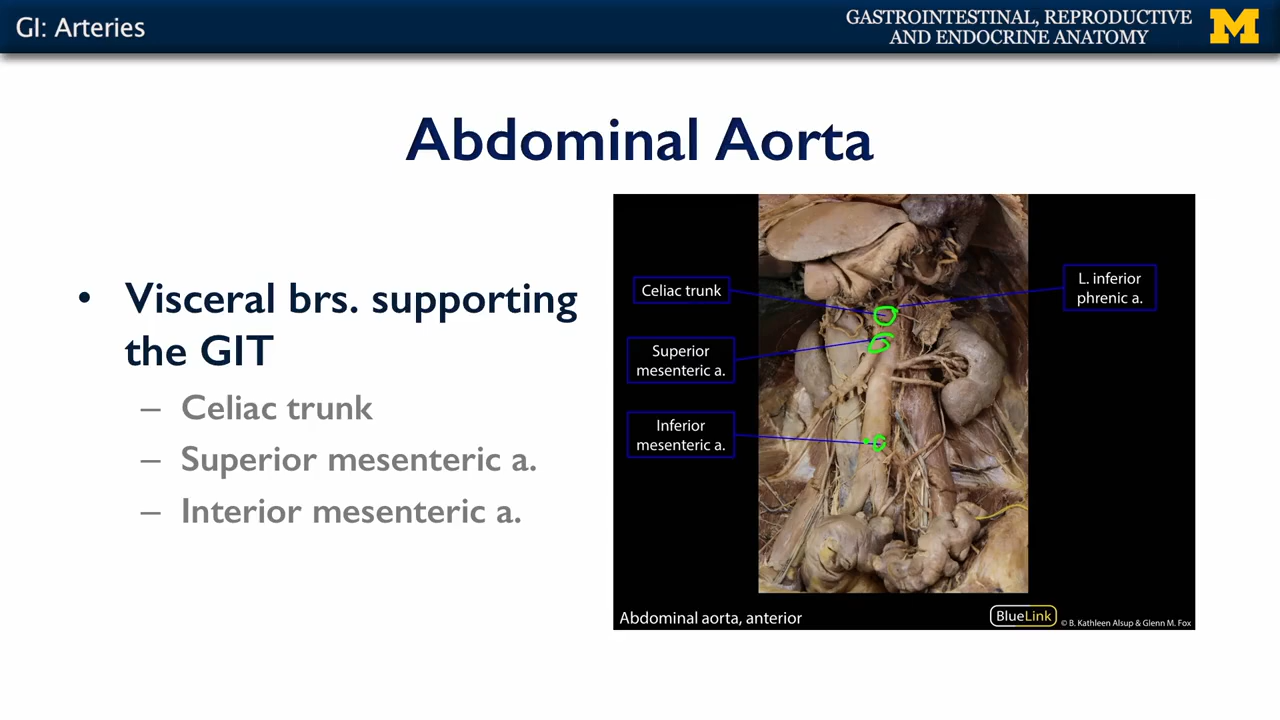 GI: Arteries
GASTROINTESTINAL, REPRODUCTIVE
AND ENDOCRINE ANATOMY
M
Abdominal Aorta
• Visceral brs. supporting
the GIT
– Celiac trunk
– Superior mesenteric a.
– Interior mesenteric a.
Celiac trunk
Superior
mesenteric a.
Inferior
mesenteric a.
L. inferior
phrenic a.
Abdominal aorta, anterior
BlueLink
© B. Kathleen Alsup & Glenn M. Fox